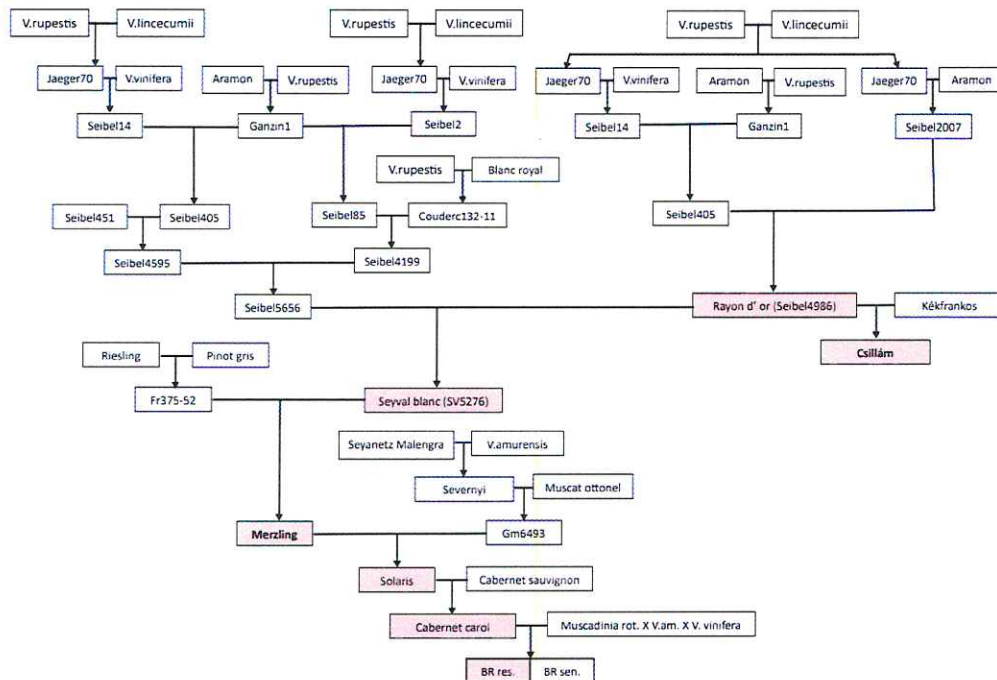 V.rupestis V.lincecumii V.rupestis V.lincecumii V.rupestis V.lincecumii
Jaeger70 V.vinifera Aramon V.rupestis Jaeger70 V.vinifera Jaeger70 V.vinifera Aramon V.rupestis Jaeger70 Aramon
Seibel14 Ganzin1 Seibel2 Seibel14 Ganzin1 Seibel2007
V.rupestis Blanc royal
Seibel451 Seibel405 Seibel85 Couderc132-11 Seibel405
Seibel4595 Seibel4199
Seibel5656 Rayon d' or (Seibel4986) Kékfrankos
Riesling Pinot gris Csillám
Fr375-52 Seyval blanc (SV5276)
Seyanetz Malengra V.amurensis
Severnyi Muscat ottonel
Merzling Gm6493
Solaris Cabernet sauvignon
Cabernet carol Muscadinia rot. X V.am. X V. vinifera
BR res. BR sen.